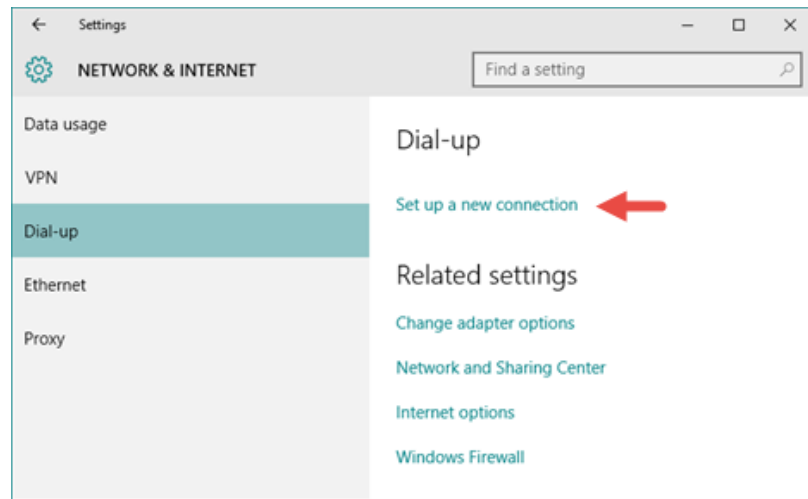 Settings
NETWORK & INTERNET
Find a setting
Data usage
VPN
Dial-up
Ethernet
Proxy
Dial-up
Set up a new connection
Related settings
Change adapter options
Network and Sharing Center
Internet options
Windows Firewall